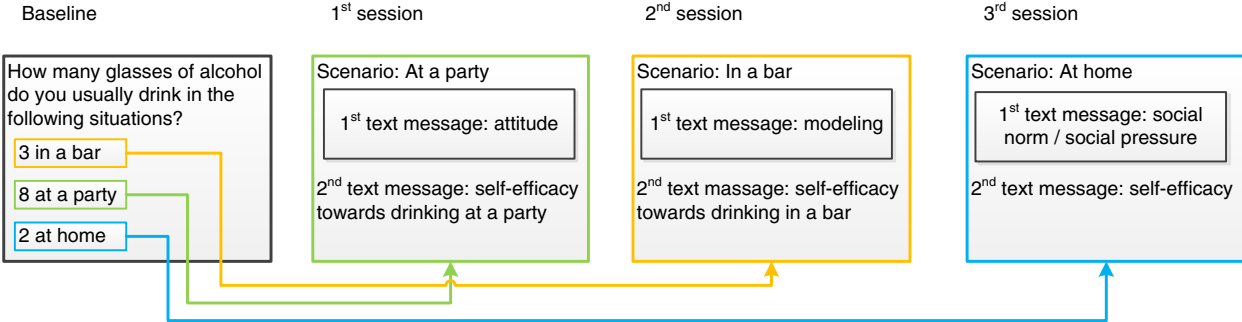 Baseline
1st session
2nd session
3rd session
How many glasses of alcohol
do you usually drink in the
following situations?
3 in a bar
8 at a party
2 at home
Scenario: At a party
1st text message: attitude
2nd text message: self-efficacy
towards drinking at a party
Scenario: In a bar
1st text message: modeling
2nd text massage: self-efficacy
towards drinking in a bar
Scenario: At home
1st text message: social
norm / social pressure
2nd text message: self-efficacy